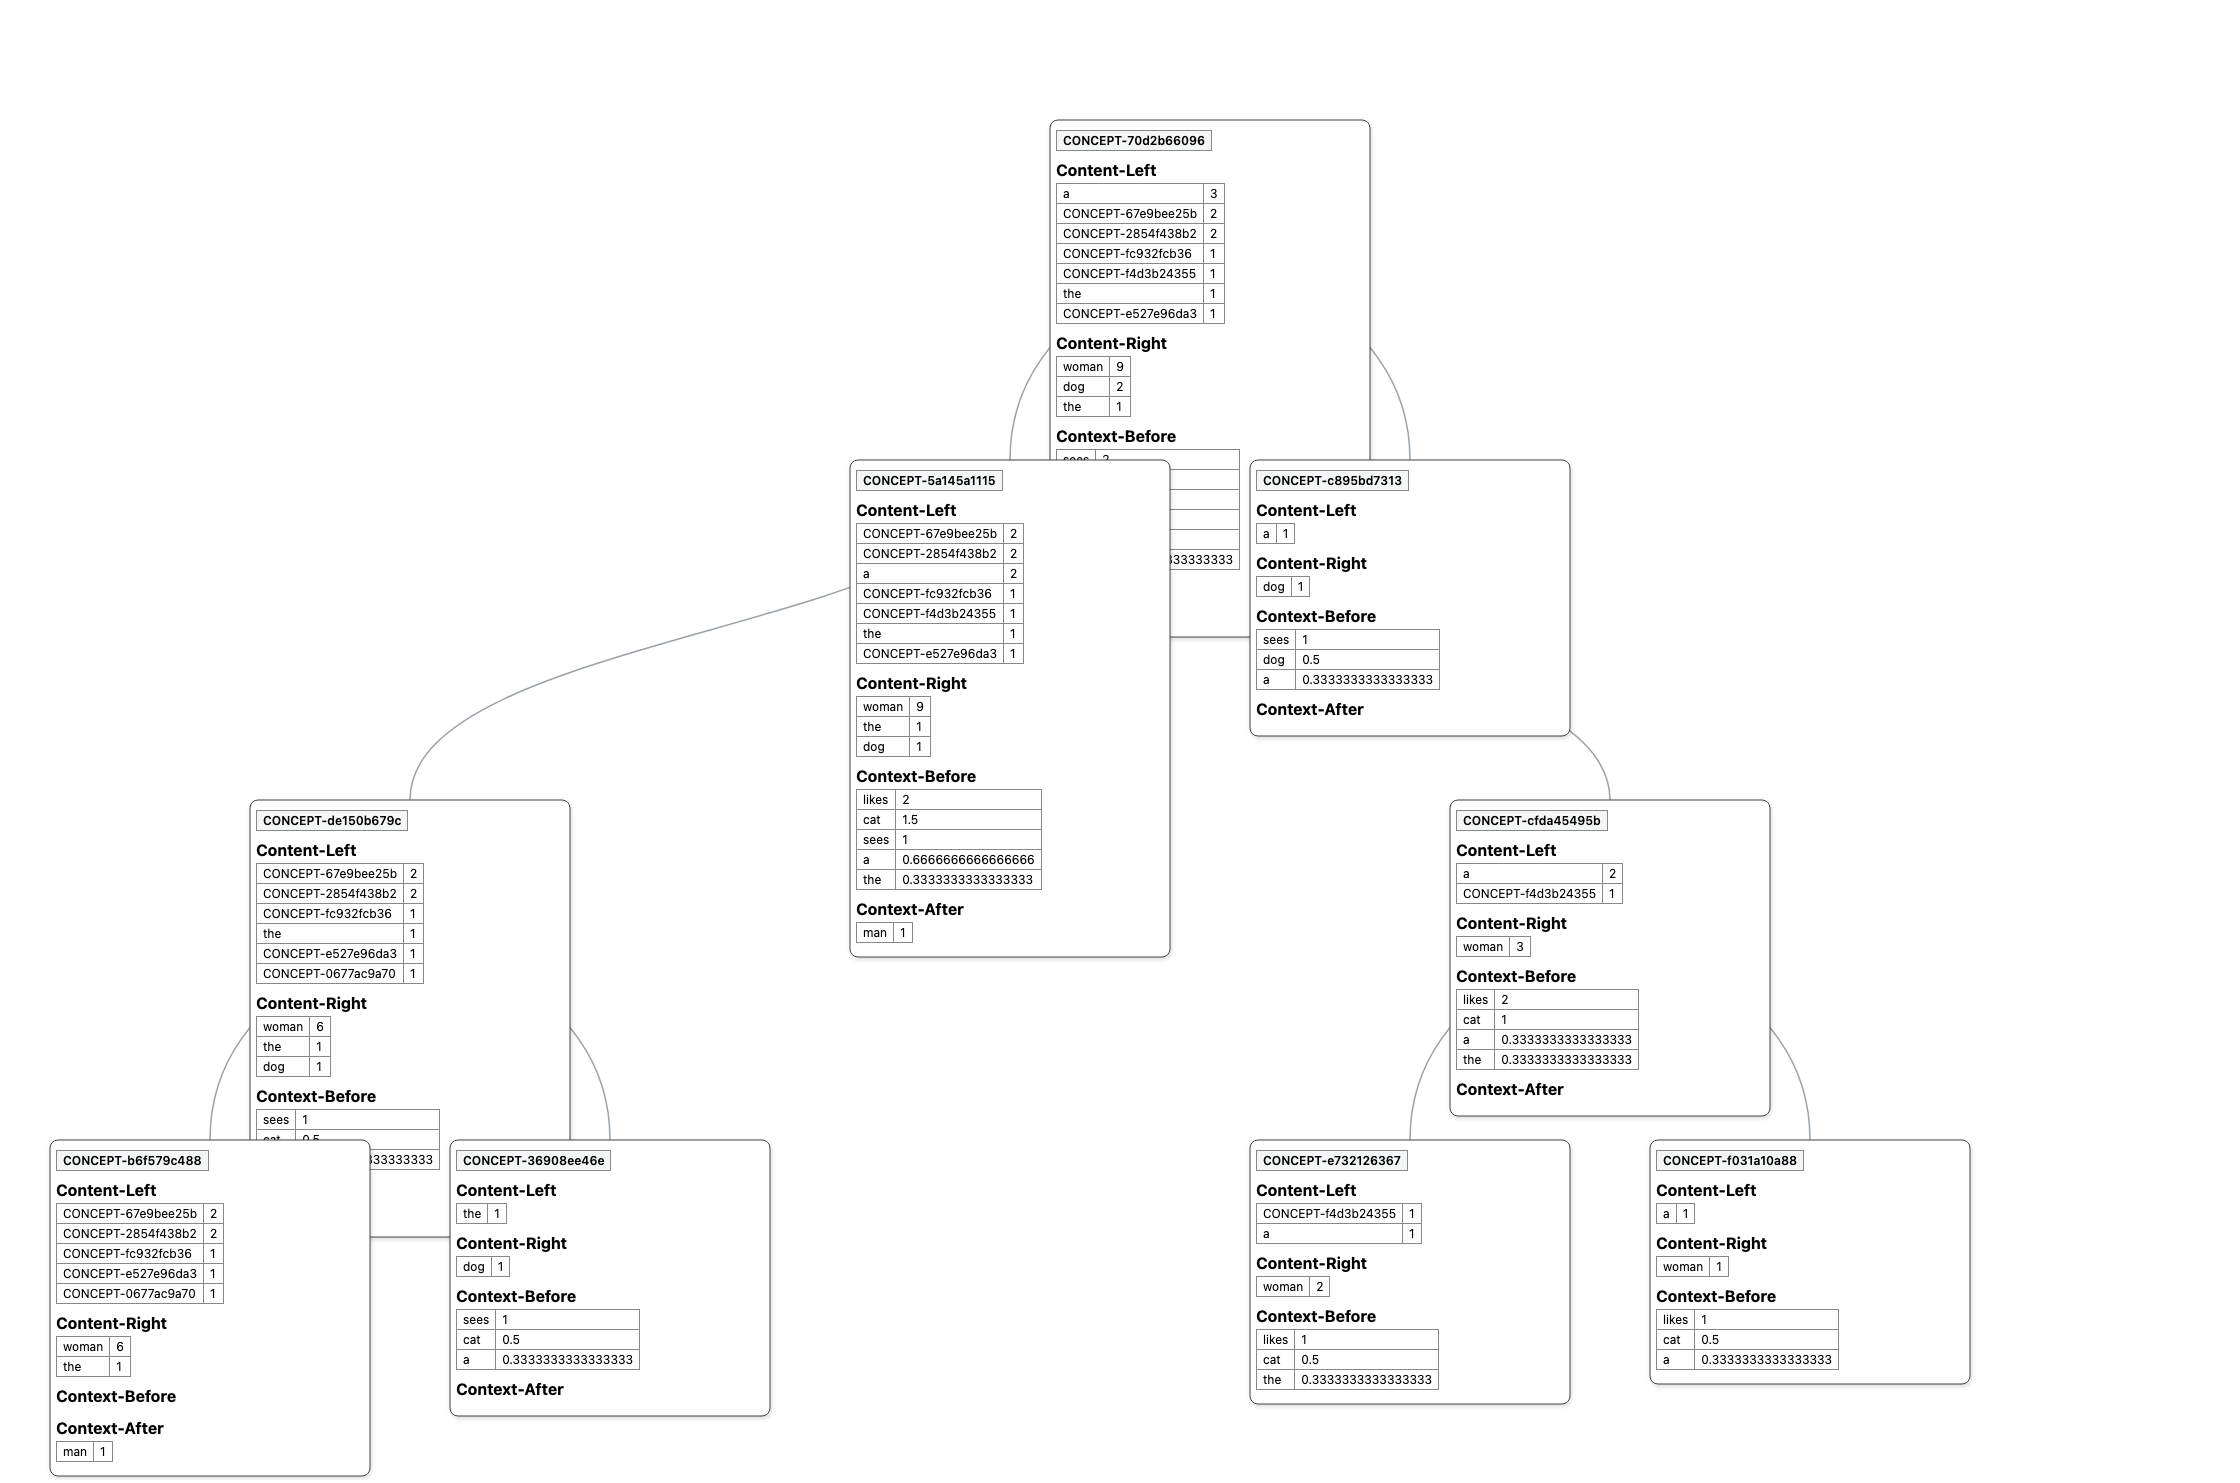 CONCEPT-70d2b66096
Content-Left
a 3
CONCEPT-67e9bee25b 2
CONCEPT-2854f438b2 2
CONCEPT-fc932fcb36 1
CONCEPT-f4d3b24355 1
the 1
CONCEPT-e527e96da3 1
Content-Right
woman 9
dog 2
the 1
Context-Before
sees 2
333333333
CONCEPT-5a145a1115
Content-Left
CONCEPT-67e9bee25b 2
CONCEPT-2854f438b2 2
a 2
CONCEPT-fc932fcb36 1
CONCEPT-f4d3b24355 1
the 1
CONCEPT-e527e96da3 1
Content-Right
woman 9
the 1
dog 1
Context-Before
likes 2
cat 1.5
sees 1
a 0.6666666666666666
the 0.3333333333333333
Context-After
man 1
CONCEPT-c895bd7313
Content-Left
a 1
Content-Right
dog 1
Context-Before
sees 1
dog 0.5
a 0.3333333333333333
Context-After
CONCEPT-de150b679c
Content-Left
CONCEPT-67e9bee25b 2
CONCEPT-2854f438b2 2
CONCEPT-fc932fcb36 1
the 1
CONCEPT-e527e96da3 1
CONCEPT-0677ac9a70 1
Content-Right
woman 6
the 1
dog 1
Context-Before
sees 1
cat 0.5
333333333
CONCEPT-cfda45495b
Content-Left
a 2
CONCEPT-f4d3b24355 1
Content-Right
woman 3
Context-Before
likes 2
cat 1
a 0.3333333333333333
the 0.3333333333333333
Context-After
CONCEPT-b6f579c488
Content-Left
CONCEPT-67e9bee25b 2
CONCEPT-2854f438b2 2
CONCEPT-fc932fcb36 1
CONCEPT-e527e96da3 1
CONCEPT-0677ac9a70 1
Content-Right
woman 6
the 1
Context-Before
Context-After
man 1
CONCEPT-36908ee46e
Content-Left
the 1
Content-Right
dog 1
Context-Before
sees 1
cat 0.5
a 0.3333333333333333
Context-After
CONCEPT-e732126367
Content-Left
CONCEPT-f4d3b24355 1
a 1
Content-Right
woman 2
Context-Before
likes 1
cat 0.5
the 0.3333333333333333
CONCEPT-f031a10a88
Content-Left
a 1
Content-Right
woman 1
Context-Before
likes 1
cat 0.5
a 0.3333333333333333